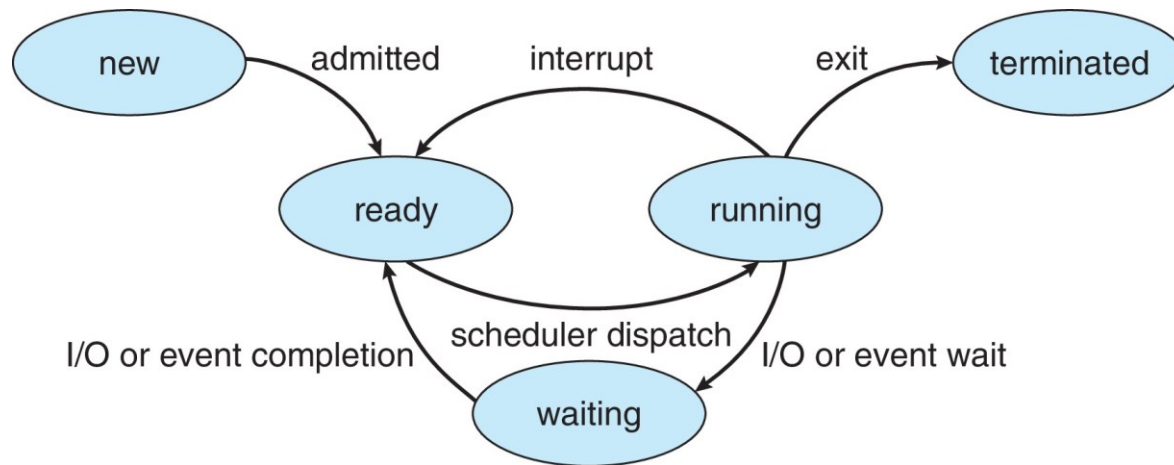 new
admitted
interrupt
exit
terminated
ready
running
I/O or event completion
scheduler dispatch
I/O or event wait
waiting